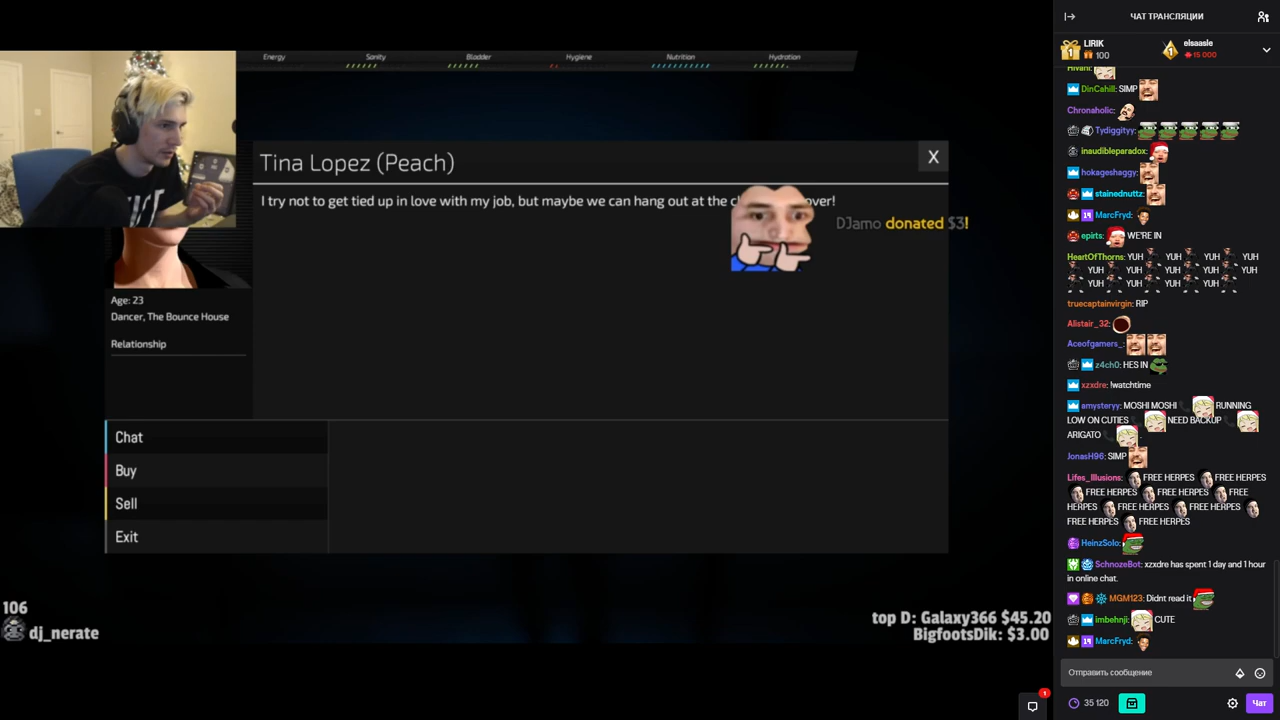 Energy
Sanity
Bladder
Hygiene
Nutrition
Hydration
Tina Lopez (Peach)
X
I try not to get tied up in love with my job, but maybe we can hang out at the
over!
DJamo donated $3!
Age: 23
Dancer, The Bounce House
Relationship
Chat
Buy
Sell
Exit
106
dj_nerate
top D: Galaxy366 $45.20
BigfootsDik: $3.00
ЧАТ ТРАНСЛЯЦИИ
1 LIRIK
100
1 elsaasle
15 000
DinCahill: SIMP
Chronaholic:
Tydiggityy:
inaudibleparadox:
hokageshaggy:
stainednuttz:
14 MarcFryd:
epirts: WE'RE IN
HeartOfThorns: YUH YUH YUH YUH
YUH YUH YUH YUH
YUH YUH YUH
truecaptainvirgin: RIP
Alistair_32:
Aceofgamers_:
z4ch0: HES IN
xzxdre: !watchtime
amysteryy: MOSHI MOSHI RUNNING
LOW ON CUTIES NEED BACKUP
ARIGATO .
JonasH96: SIMP
Lifes_Illusions: FREE HERPES FREE HERPES
FREE HERPES FREE HERPES FREE
HERPES FREE HERPES FREE HERPES
FREE HERPES FREE HERPES
HeinzSolo:
SchnozeBot: xzxdre has spent 1 day and 1 hour
in online chat.
MGM123: Didnt read it
imbehnji: CUTE
14 MarcFryd:
Отправить сообщение
35 120
Чат
1